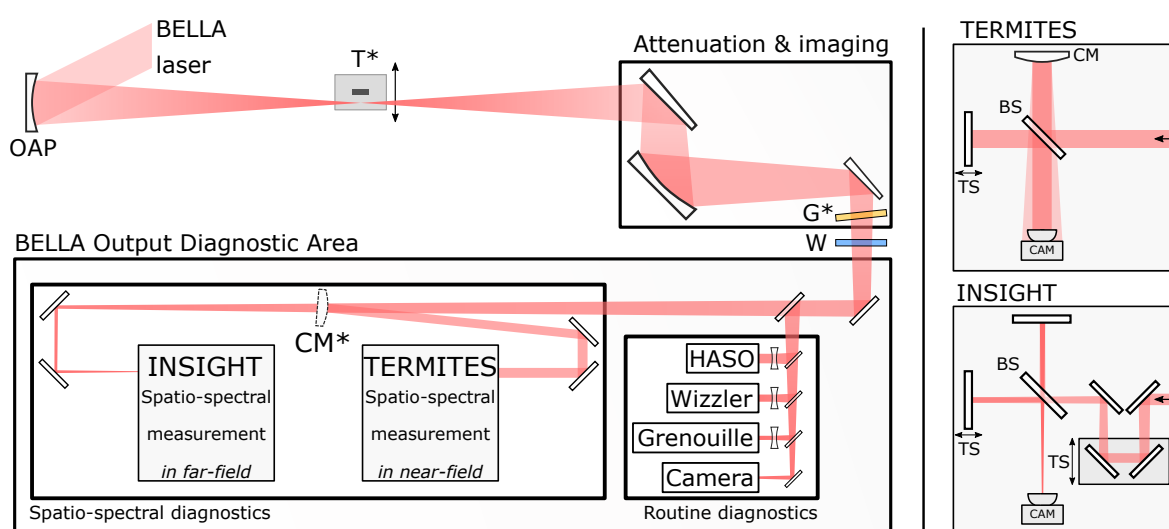 BELLA
laser
OAP
T*
Attenuation & imaging
G*
W
BELLA Output Diagnostic Area
CM*
INSIGHT
Spatio-spectral
measurement
in far-field
TERMITES
Spatio-spectral
measurement
in near-field
Spatio-spectral diagnostics
HASO
Wizzler
Grenouille
Camera
Routine diagnostics
TERMITES
CM
BS
TS
CAM
INSIGHT
BS
TS
TS
CAM